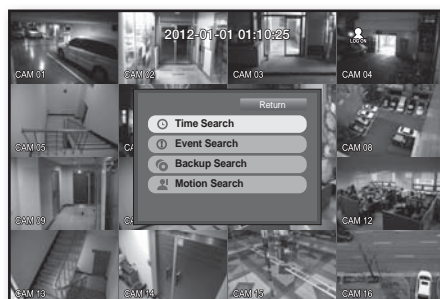 2012-01-01 01:10:25
LOG ON
CAM 01
CAM 02
CAM 03
CAM 04
Return
Time Search
Event Search
Backup Search
Motion Search
CAM 05
CAM 08
CAM 09
CAM 12
CAM 13
CAM 14
CAM 15
CAM 16